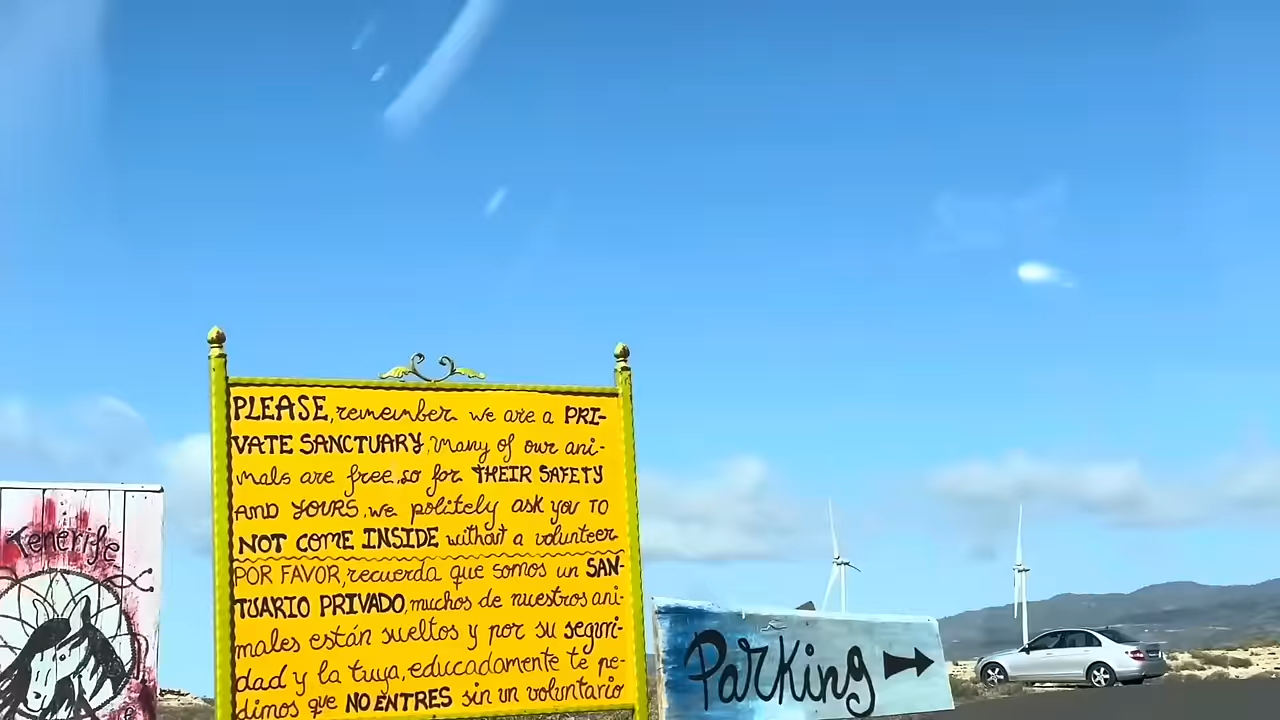 Tenerife
PLEASE, remember we are a PRI-
VATE SANCTUARY, Many of our ani-
mals are free, so for THEIR SAFETY
AND YOURS, we politely ask you TO
NOT COME INSIDE without a volunteer
POR FAVOR, recuerda que somos un SAN-
TUARIO PRIVADO, muchos de nuestros ani-
males están sueltos y por su seguri-
dad y la tuya, educcadamente te pe-
dimos que NO ENTRES sin un voluntario
Parking